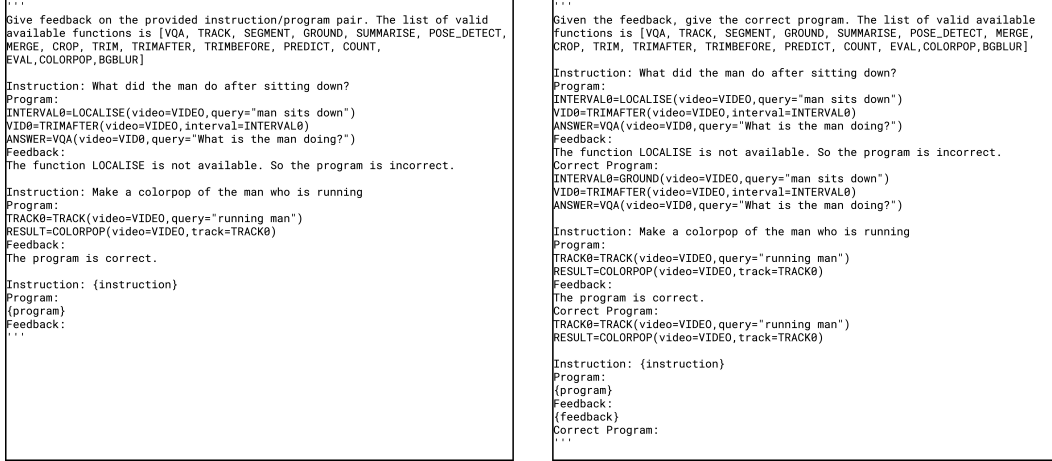 '''
Give feedback on the provided instruction/program pair. The list of valid
available functions is [VQA, TRACK, SEGMENT, GROUND, SUMMARISE, POSE_DETECT,
MERGE, CROP, TRIM, TRIMAFTER, TRIMBEFORE, PREDICT, COUNT,
EVAL,COLORPOP,BGBLUR]

Instruction: What did the man do after sitting down?
Program:
INTERVAL0=LOCALISE(video=VIDEO,query="man sits down")
VID0=TRIMAFTER(video=VIDEO,interval=INTERVAL0)
ANSWER=VQA(video=VID0,query="What is the man doing?")
Feedback:
The function LOCALISE is not available. So the program is incorrect.

Instruction: Make a colorpop of the man who is running
Program:
TRACK0=TRACK(video=VIDEO,query="running man")
RESULT=COLORPOP(video=VIDEO,track=TRACK0)
Feedback:
The program is correct.

Instruction: {instruction}
Program:
{program}
Feedback:
'''

'''
Given the feedback, give the correct program. The list of valid available
functions is [VQA, TRACK, SEGMENT, GROUND, SUMMARISE, POSE_DETECT, MERGE,
CROP, TRIM, TRIMAFTER, TRIMBEFORE, PREDICT, COUNT, EVAL,COLORPOP,BGBLUR]

Instruction: What did the man do after sitting down?
Program:
INTERVAL0=LOCALISE(video=VIDEO,query="man sits down")
VID0=TRIMAFTER(video=VIDEO,interval=INTERVAL0)
ANSWER=VQA(video=VID0,query="What is the man doing?")
Feedback:
The function LOCALISE is not available. So the program is incorrect.
Correct Program:
INTERVAL0=GROUND(video=VIDEO,query="man sits down")
VID0=TRIMAFTER(video=VIDEO,interval=INTERVAL0)
ANSWER=VQA(video=VID0,query="What is the man doing?")

Instruction: Make a colorpop of the man who is running
Program:
TRACK0=TRACK(video=VIDEO,query="running man")
RESULT=COLORPOP(video=VIDEO,track=TRACK0)
Feedback:
The program is correct.
Correct Program:
TRACK0=TRACK(video=VIDEO,query="running man")
RESULT=COLORPOP(video=VIDEO,track=TRACK0)

Instruction: {instruction}
Program:
{program}
Feedback:
{feedback}
Correct Program:
'''